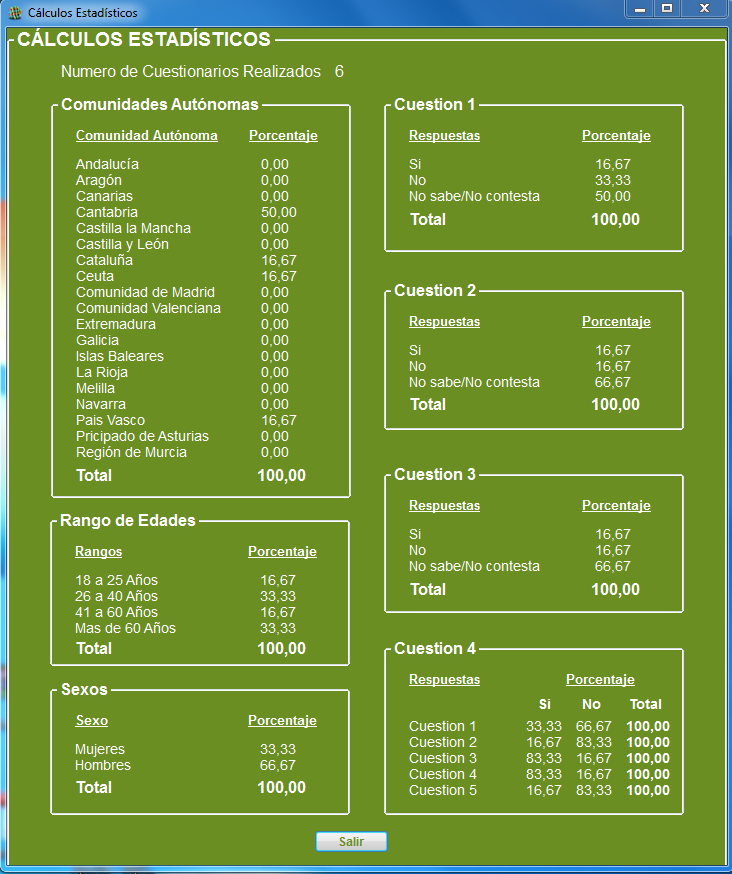 Cálculos Estadísticos
CÁLCULOS ESTADÍSTICOS
Numero de Cuestionarios Realizados 6
Comunidades Autónomas
Comunidad Autónoma Porcentaje
Andalucía 0,00
Aragón 0,00
Canarias 0,00
Cantabria 50,00
Castilla la Mancha 0,00
Castilla y León 0,00
Cataluña 16,67
Ceuta 16,67
Comunidad de Madrid 0,00
Comunidad Valenciana 0,00
Extremadura 0,00
Galicia 0,00
Islas Baleares 0,00
La Rioja 0,00
Melilla 0,00
Navarra 0,00
Pais Vasco 16,67
Pricipado de Asturias 0,00
Región de Murcia 0,00
Total 100,00
Rango de Edades
Rangos Porcentaje
18 a 25 Años 16,67
26 a 40 Años 33,33
41 a 60 Años 16,67
Mas de 60 Años 33,33
Total 100,00
Sexos
Sexo Porcentaje
Mujeres 33,33
Hombres 66,67
Total 100,00
Cuestion 1
Respuestas Porcentaje
Si 16,67
No 33,33
No sabe/No contesta 50,00
Total 100,00
Cuestion 2
Respuestas Porcentaje
Si 16,67
No 16,67
No sabe/No contesta 66,67
Total 100,00
Cuestion 3
Respuestas Porcentaje
Si 16,67
No 16,67
No sabe/No contesta 66,67
Total 100,00
Cuestion 4
Respuestas Porcentaje
Si No Total
Cuestion 1 33,33 66,67 100,00
Cuestion 2 16,67 83,33 100,00
Cuestion 3 83,33 16,67 100,00
Cuestion 4 83,33 16,67 100,00
Cuestion 5 16,67 83,33 100,00
Salir